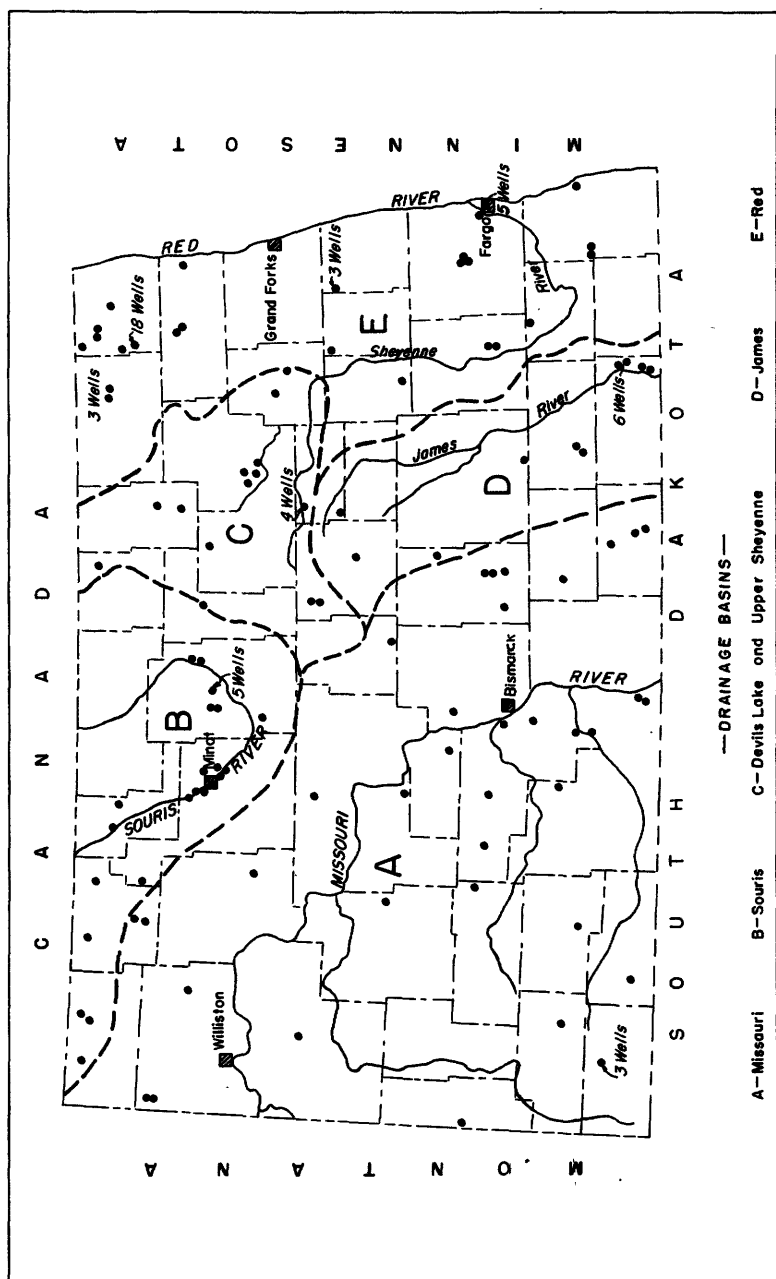 C A N A D A
M O N T A N A
M I N N E S O T A
S O U T H D A K O T A
3 Wells
18 Wells
RED
RIVER
Grand Forks
3 Wells
E
Sheyenne
Fargo
5 Wells
River
C
4 Wells
James
River
D
6 Wells
B
5 Wells
Minot
SOURIS
RIVER
Williston
MISSOURI
A
Bismarck
RIVER
3 Wells
—DRAINAGE BASINS—
A—Missouri B—Souris C—Devils Lake and Upper Sheyenne D—James E—Red